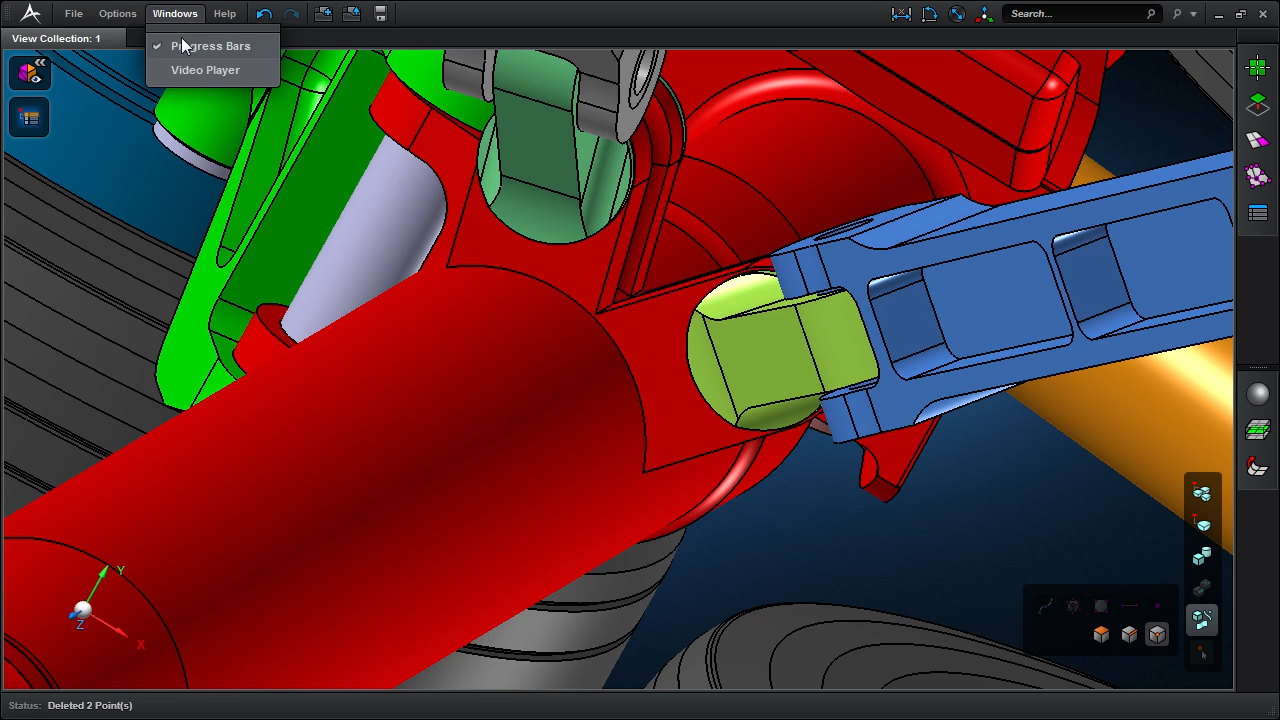 File Options Windows Help Search...
View Collection: 1
Progress Bars
Video Player
Y
Z
X
Status: Deleted 2 Point(s)